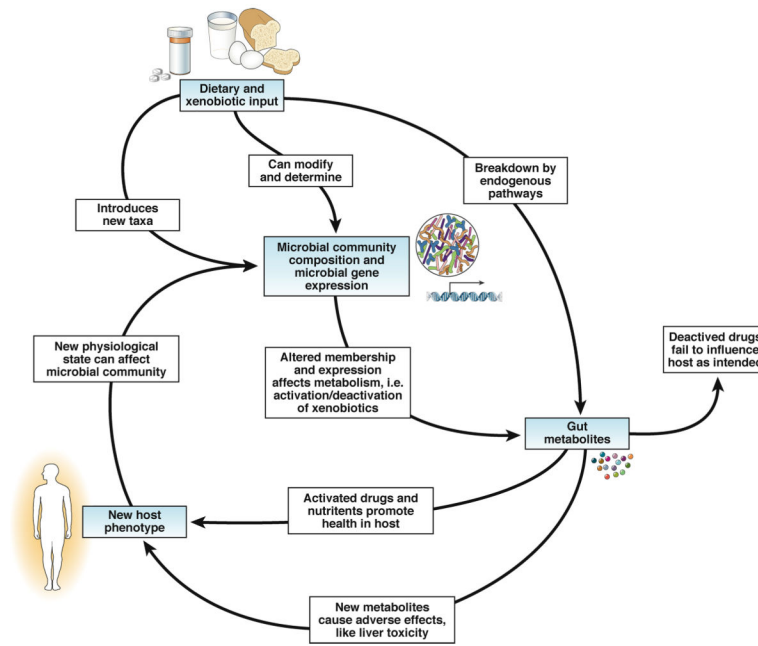 Dietary and
xenobiotic input
Can modify
and determine
Breakdown by
endogenous
pathways
Introduces
new taxa
Microbial community
composition and
microbial gene
expression
New physiological
state can affect
microbial community
Altered membership
and expression
affects metabolism, i.e.
activation/deactivation
of xenobiotics
Deactived drugs
fail to influence
host as intended
Gut
metabolites
Activated drugs and
nutritents promote
health in host
New host
phenotype
New metabolites
cause adverse effects,
like liver toxicity